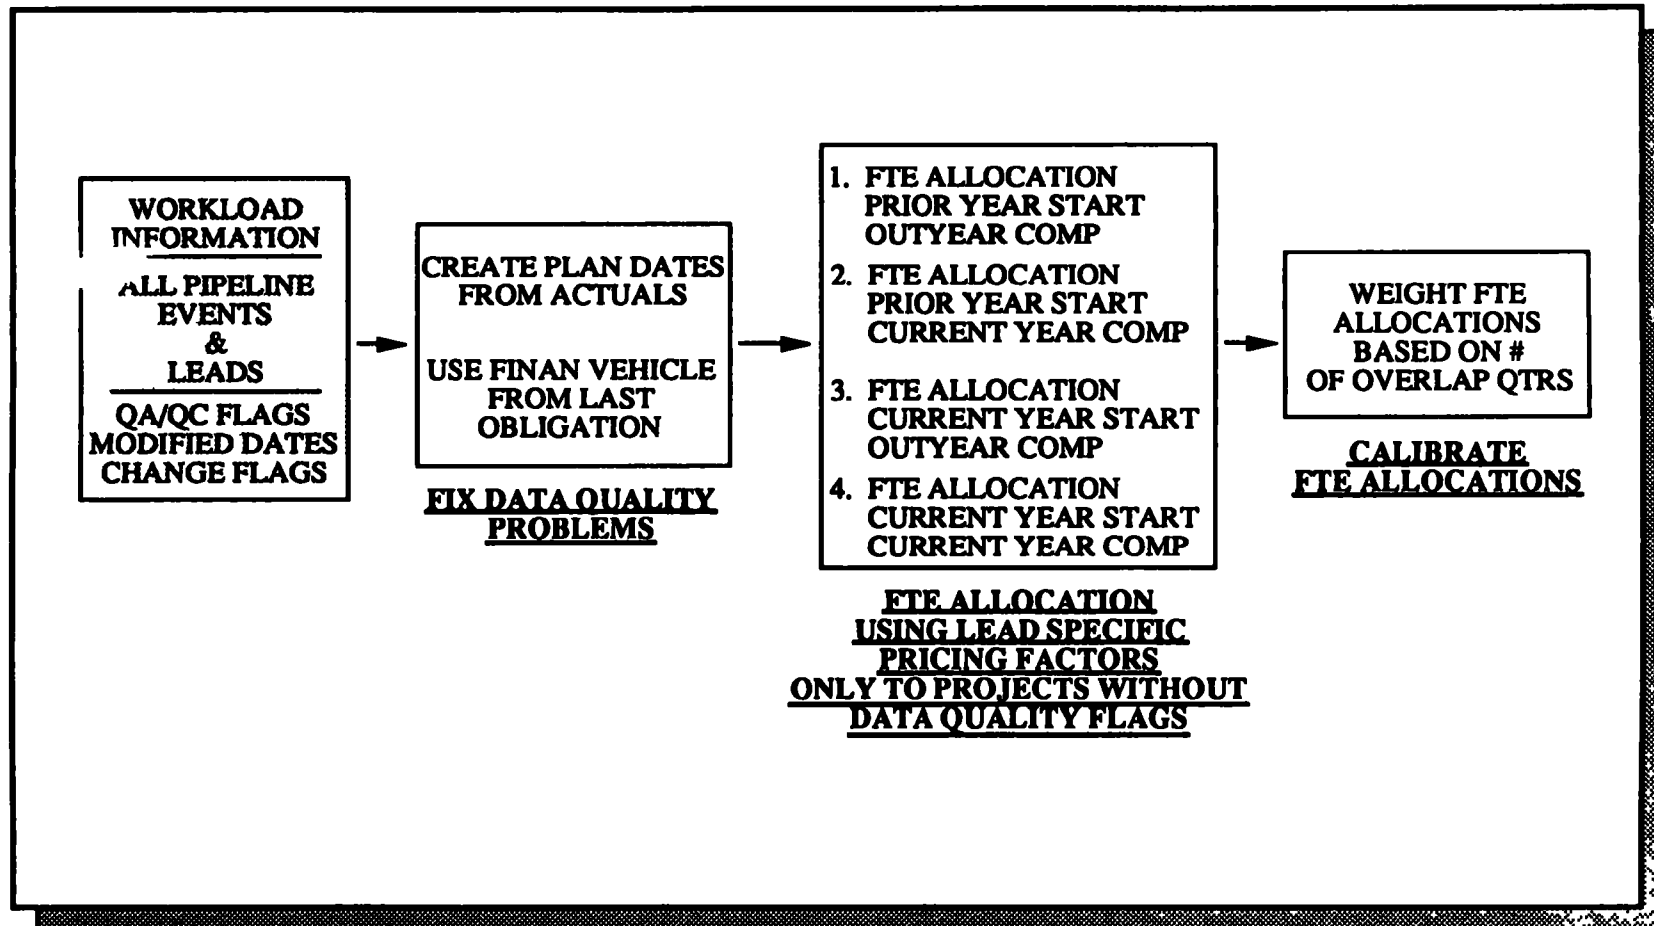 WORKLOAD
INFORMATION
ALL PIPELINE
EVENTS
&
LEADS
QA/QC FLAGS
MODIFIED DATES
CHANGE FLAGS
CREATE PLAN DATES
FROM ACTUALS
USE FINAN VEHICLE
FROM LAST
OBLIGATION
FIX DATA QUALITY
PROBLEMS
1. FTE ALLOCATION
PRIOR YEAR START
OUTYEAR COMP
2. FTE ALLOCATION
PRIOR YEAR START
CURRENT YEAR COMP
3. FTE ALLOCATION
CURRENT YEAR START
OUTYEAR COMP
4. FTE ALLOCATION
CURRENT YEAR START
CURRENT YEAR COMP
FTE ALLOCATION
USING LEAD SPECIFIC
PRICING FACTORS
ONLY TO PROJECTS WITHOUT
DATA QUALITY FLAGS
WEIGHT FTE
ALLOCATIONS
BASED ON #
OF OVERLAP QTRS
CALIBRATE
FTE ALLOCATIONS